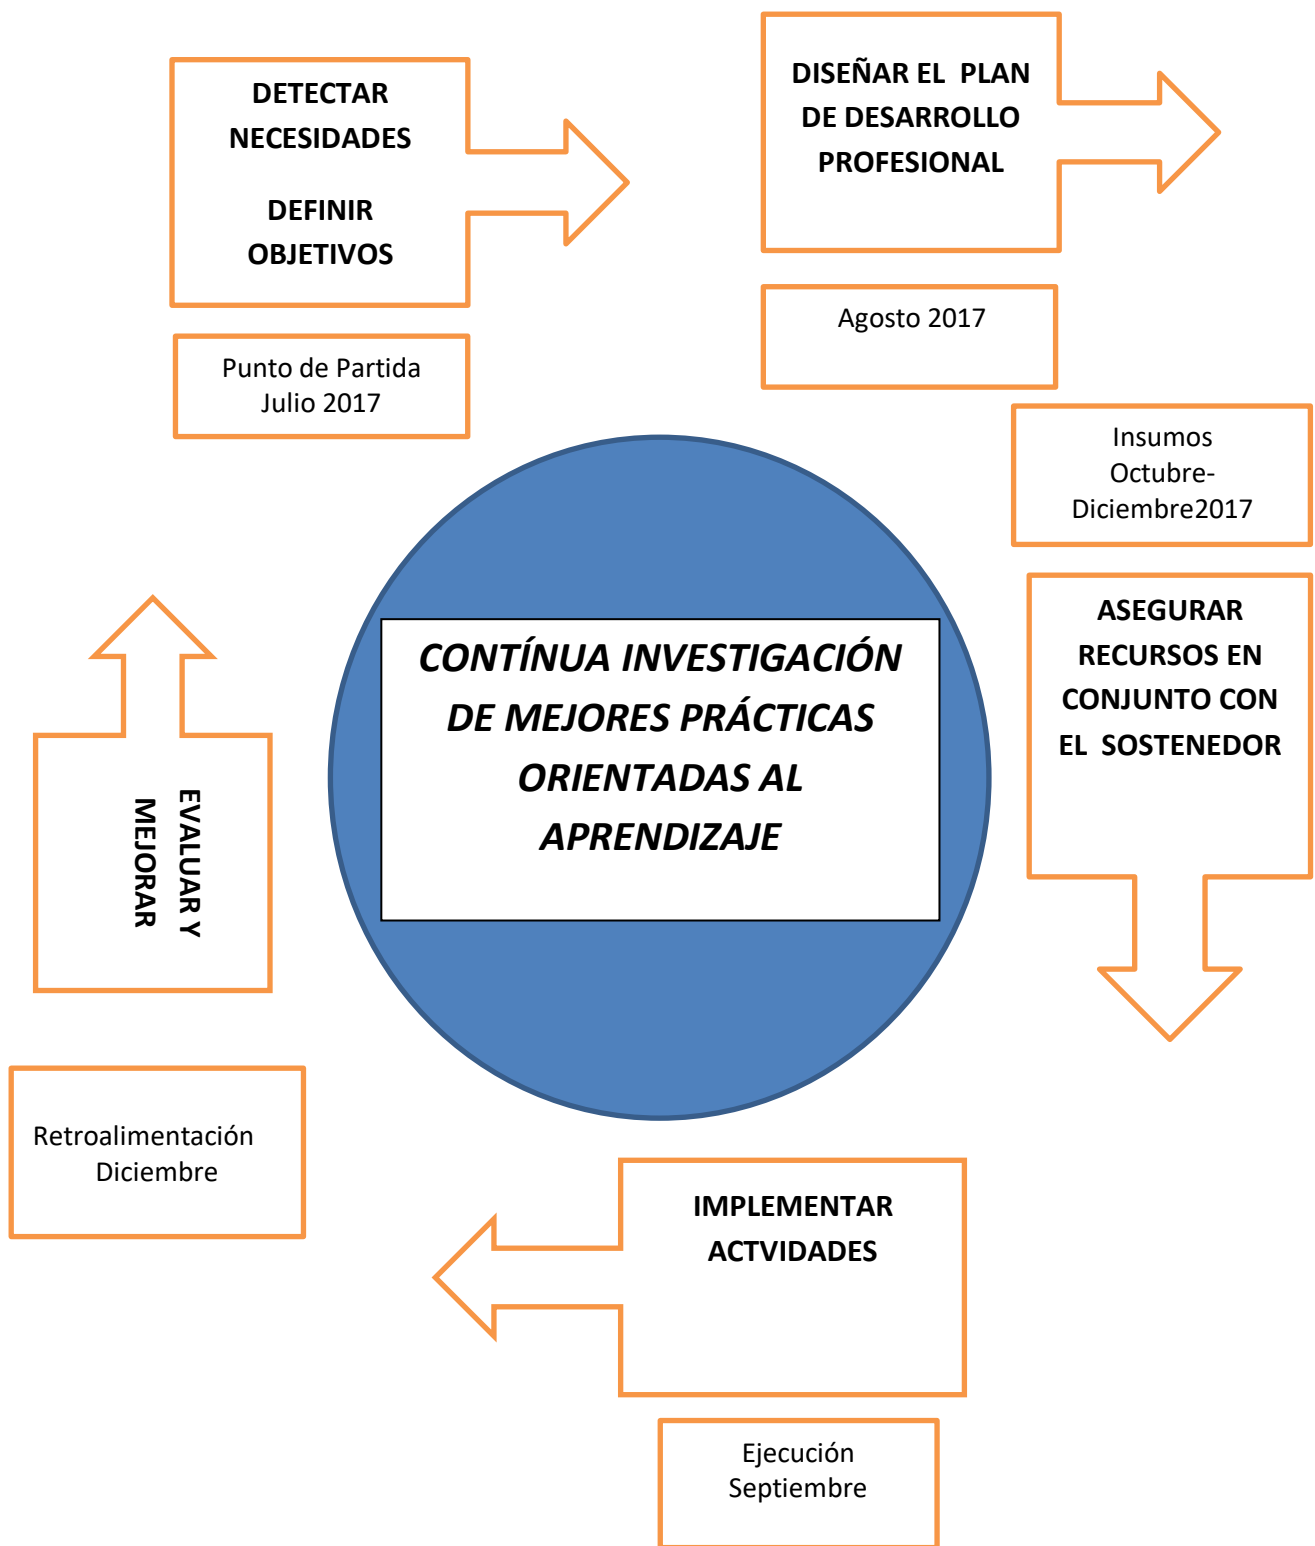 DETECTAR
NECESIDADES
DEFINIR
OBJETIVOS
Punto de Partida
Julio 2017
DISEÑAR EL  PLAN
DE DESARROLLO
PROFESIONAL
Agosto 2017
Insumos
Octubre-
Diciembre2017
ASEGURAR
RECURSOS EN
CONJUNTO CON
EL  SOSTENEDOR
CONTÍNUA INVESTIGACIÓN
DE MEJORES PRÁCTICAS
ORIENTADAS AL
APRENDIZAJE
EVALUAR Y
MEJORAR
Retroalimentación
Diciembre
IMPLEMENTAR
ACTVIDADES
Ejecución
Septiembre